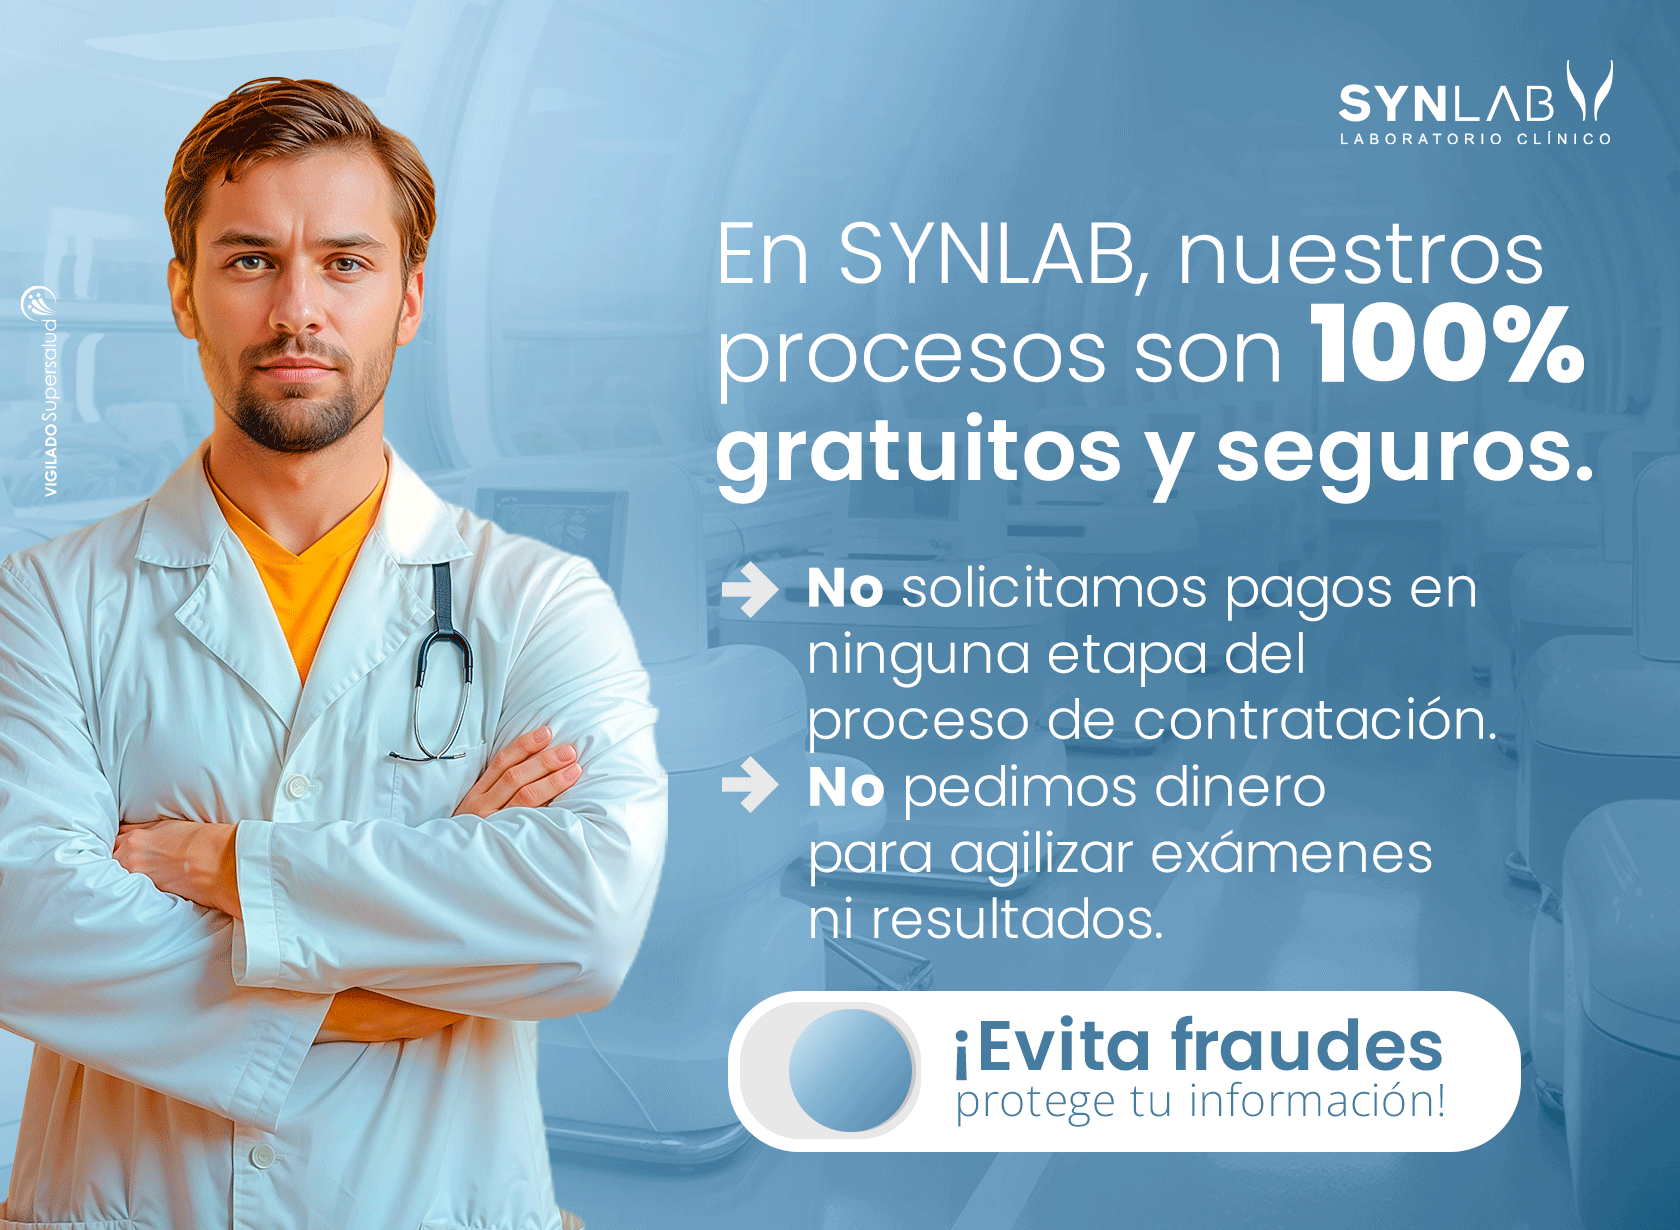 SYNLAB
LABORATORIO CLÍNICO
VIGILADO Supersalud
En SYNLAB, nuestros
procesos son 100%
gratuitos y seguros.
No solicitamos pagos en
ninguna etapa del
proceso de contratación.
No pedimos dinero
para agilizar exámenes
ni resultados.
¡Evita fraudes
protege tu información!